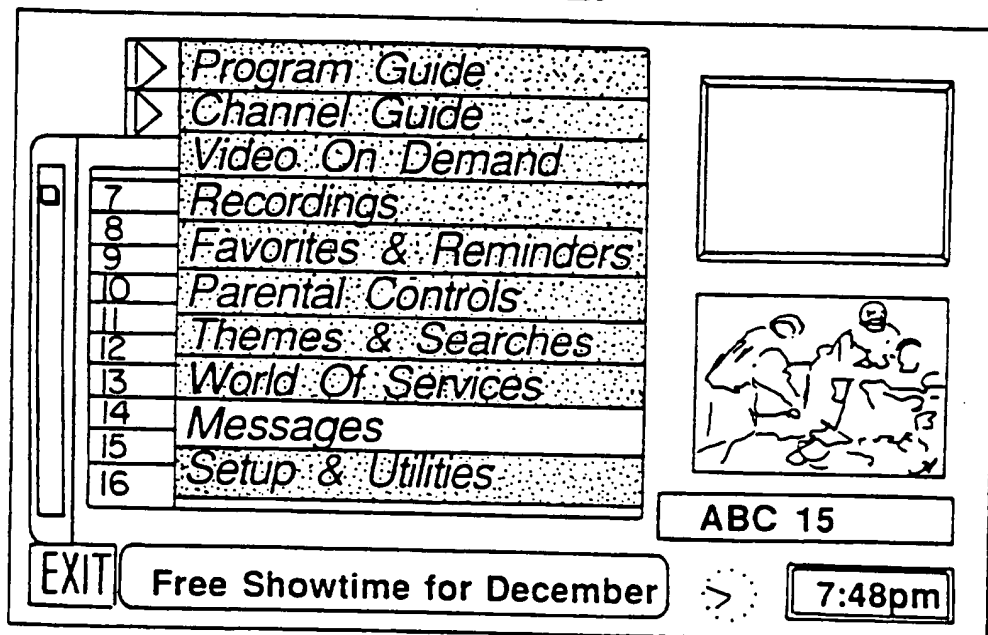 Program Guide
Channel Guide
Video On Demand
7 Recordings
8
9 Favorites & Reminders
10 Parental Controls
11
12 Themes & Searches
13 World Of Services
14 Messages
15
16 Setup & Utilities
ABC 15
EXIT Free Showtime for December 7:48pm